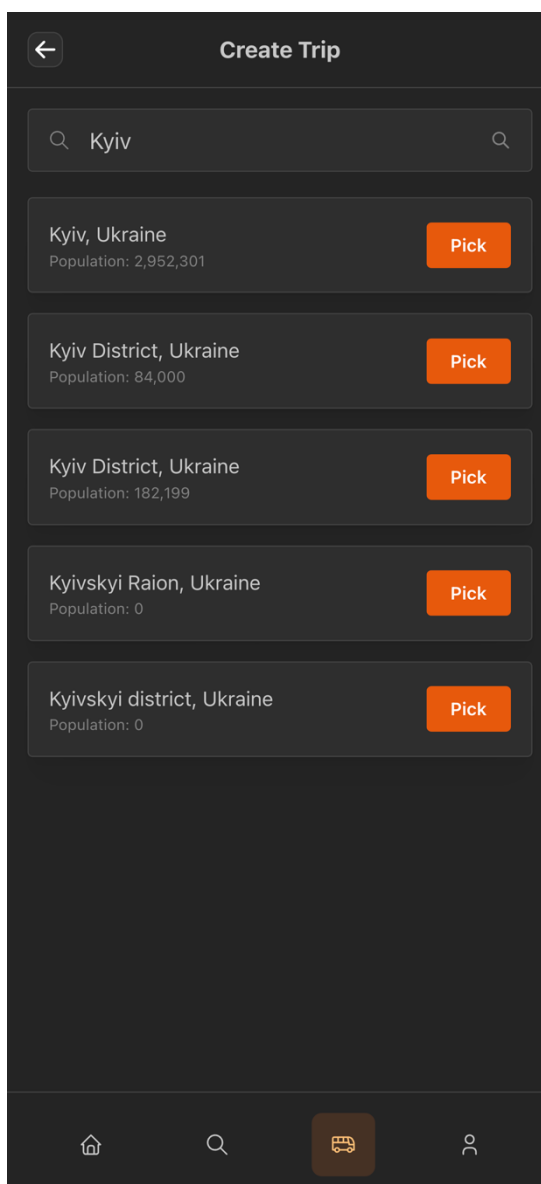 Create Trip
Kyiv
Kyiv, Ukraine
Population: 2,952,301
Pick
Kyiv District, Ukraine
Population: 84,000
Pick
Kyiv District, Ukraine
Population: 182,199
Pick
Kyivskyi Raion, Ukraine
Population: 0
Pick
Kyivskyi district, Ukraine
Population: 0
Pick